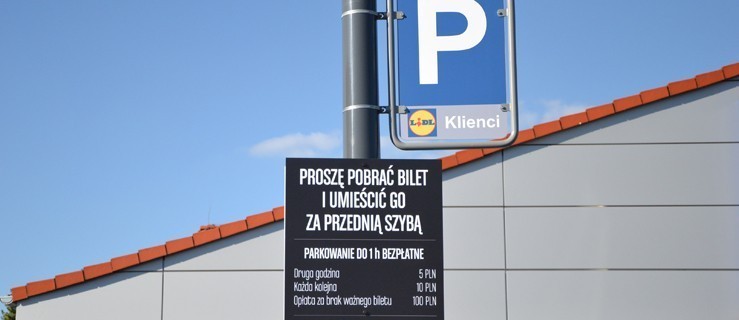 P
LIDL Klienci
PROSZĘ POBRAĆ BILET
I UMIEŚCIĆ GO
ZA PRZEDNIĄ SZYBĄ
PARKOWANIE DO 1 h BEZPŁATNE
Druga godzina 5 PLN
Każda kolejna 10 PLN
Opłata za brak ważnego biletu 100 PLN